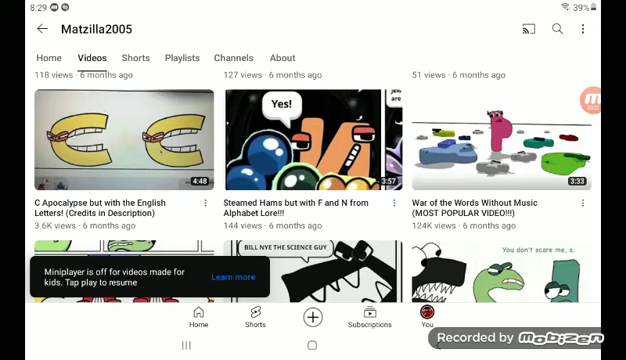 8:29
39%
Matzilla2005
Home Videos Shorts Playlists Channels About
118 views · 6 months ago
127 views · 6 months ago
51 views · 6 months ago
Yes!
are
4:48
3:57
3:33
C Apocalypse but with the English
Letters! (Credits in Description)
3.6K views · 6 months ago
Steamed Hams but with F and N from
Alphabet Lore!!!
144 views · 6 months ago
War of the Words Without Music
(MOST POPULAR VIDEO!!!)
124K views · 6 months ago
BILL NYE THE SCIENCE GUY
You don't scare me, s.
Miniplayer is off for videos made for
kids. Tap play to resume
Learn more
Home Shorts Subscriptions You
Recorded by Mobizen